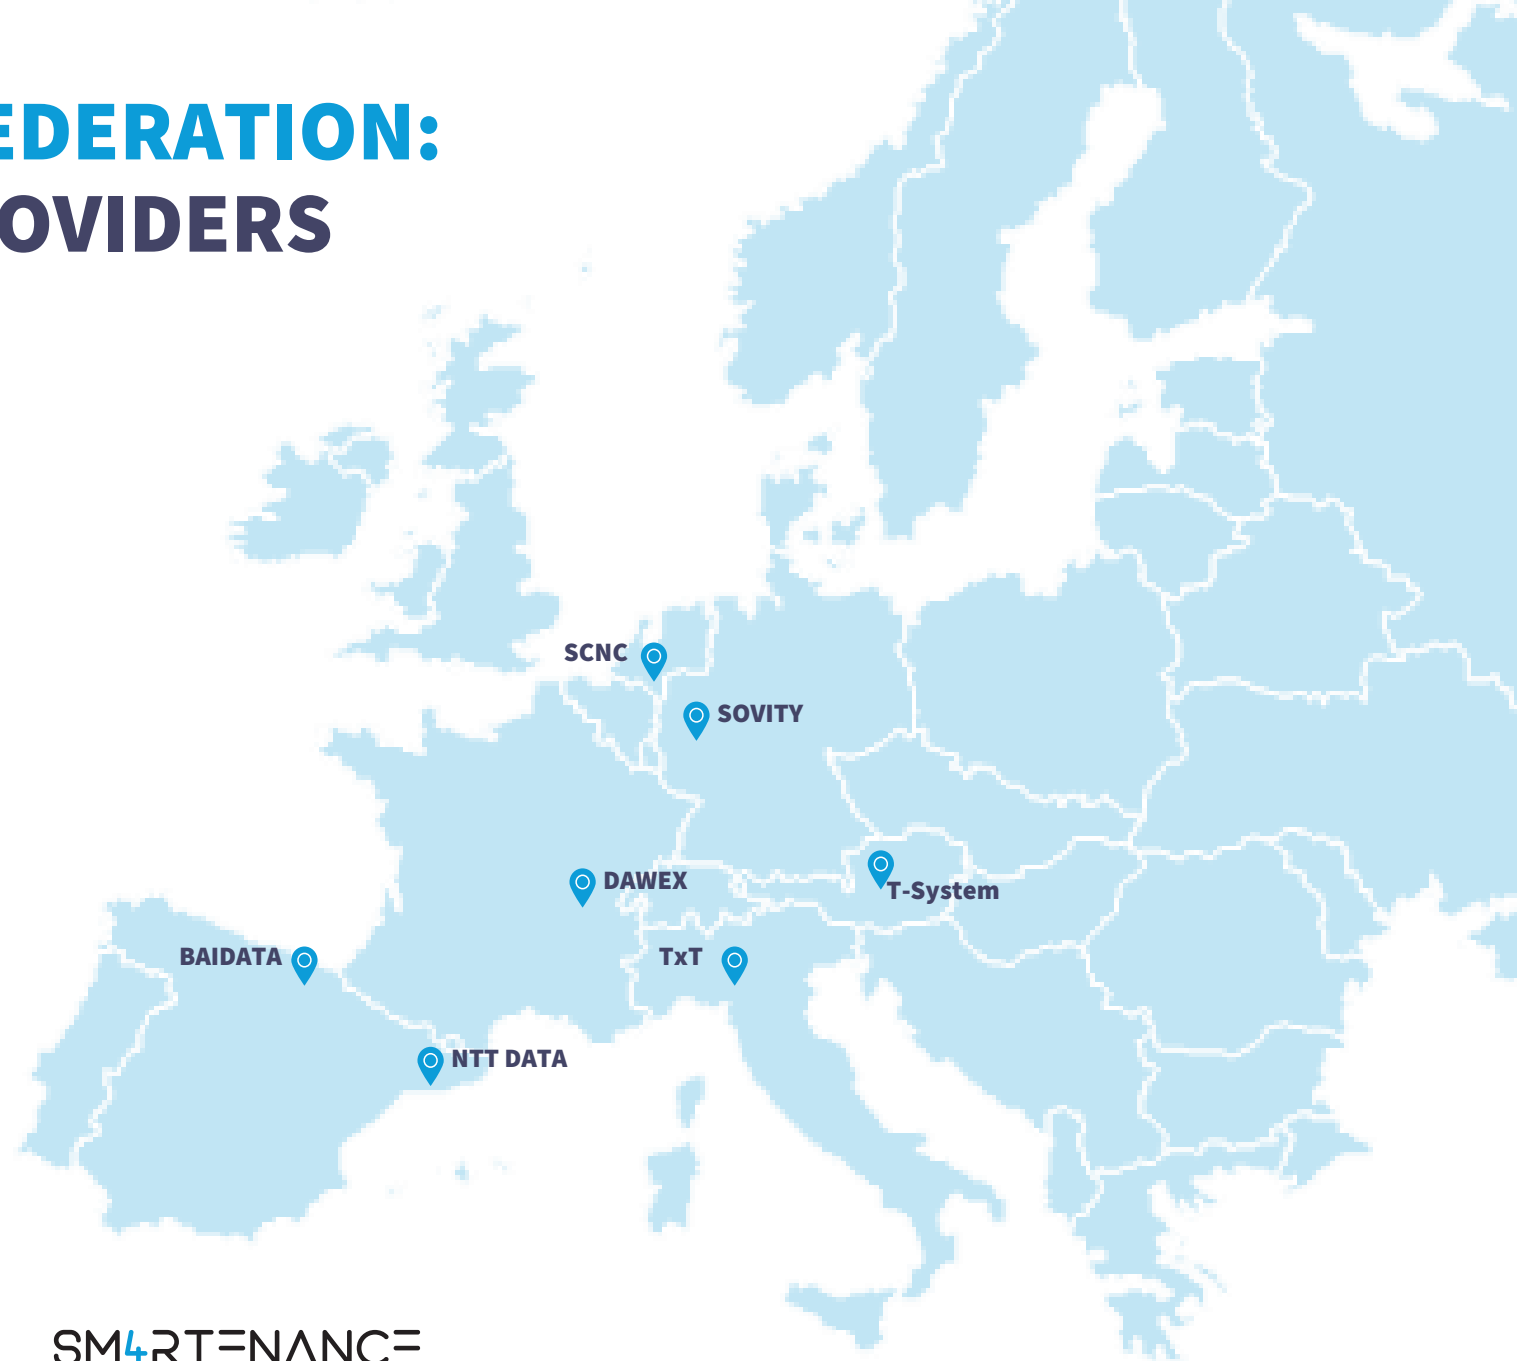 EDERATION:
OVIDERS
SCNC
SOVITY
DAWEX
T-System
BAIDATA
TxT
NTT DATA
SM4RTENANCE